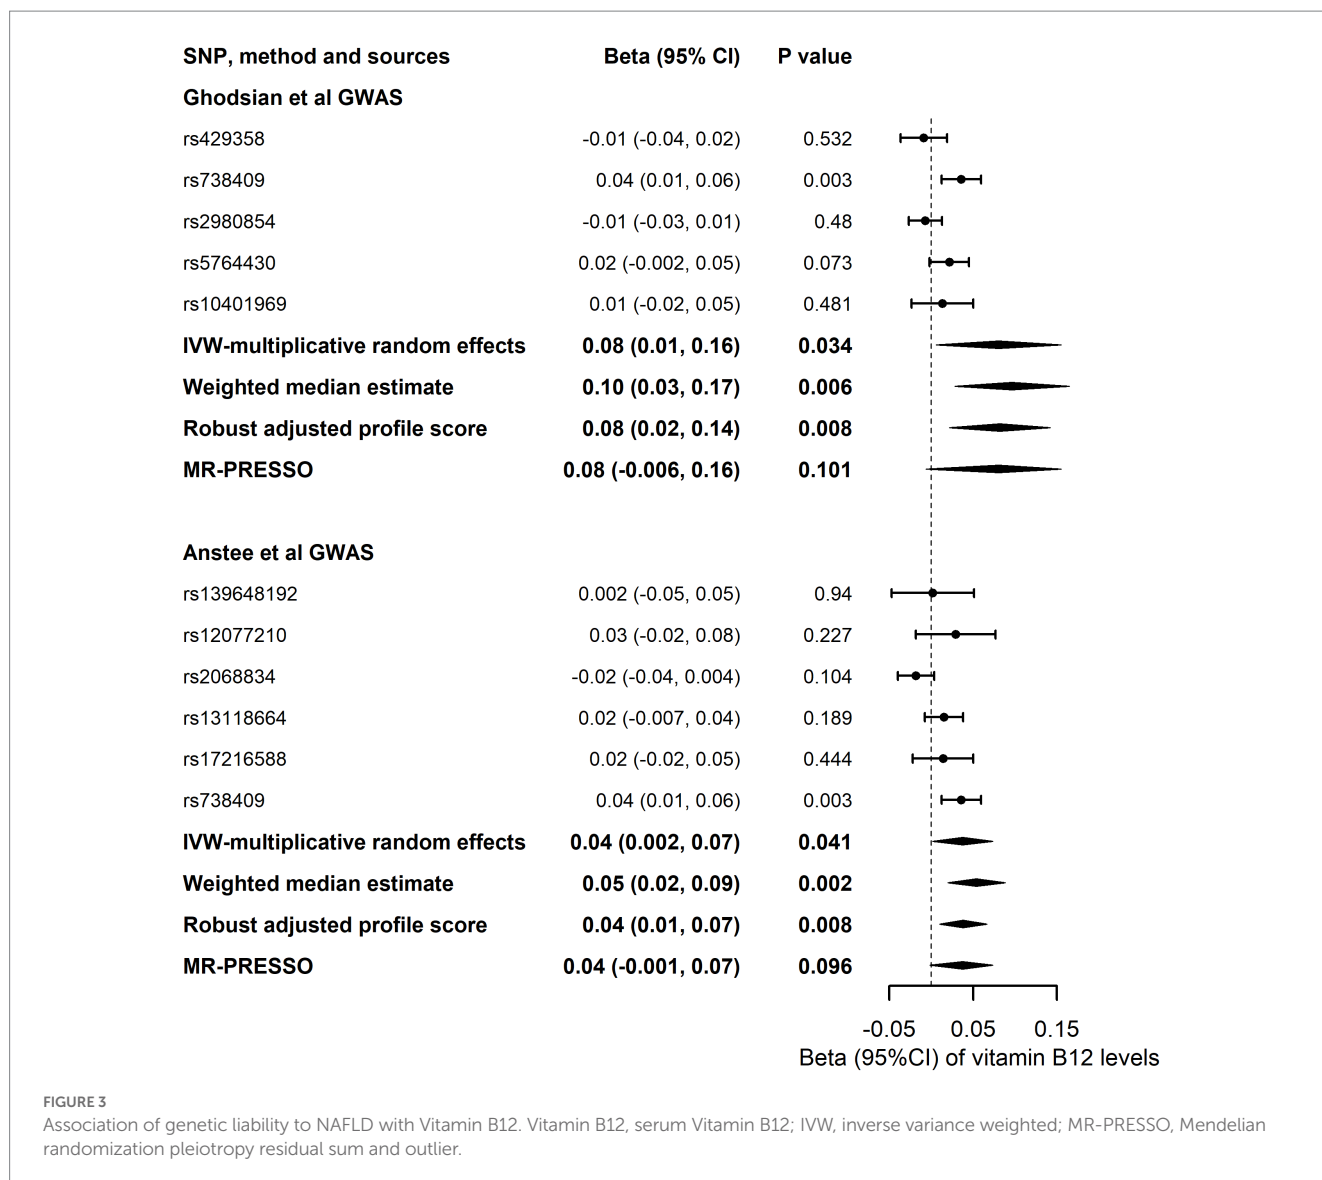 SNP, method and sources Beta (95% CI) P value
Ghodsian et al GWAS
rs429358 -0.01 (-0.04, 0.02) 0.532
rs738409 0.04 (0.01, 0.06) 0.003
rs2980854 -0.01 (-0.03, 0.01) 0.48
rs5764430 0.02 (-0.002, 0.05) 0.073
rs10401969 0.01 (-0.02, 0.05) 0.481
IVW-multiplicative random effects 0.08 (0.01, 0.16) 0.034
Weighted median estimate 0.10 (0.03, 0.17) 0.006
Robust adjusted profile score 0.08 (0.02, 0.14) 0.008
MR-PRESSO 0.08 (-0.006, 0.16) 0.101
Anstee et al GWAS
rs139648192 0.002 (-0.05, 0.05) 0.94
rs12077210 0.03 (-0.02, 0.08) 0.227
rs2068834 -0.02 (-0.04, 0.004) 0.104
rs13118664 0.02 (-0.007, 0.04) 0.189
rs17216588 0.02 (-0.02, 0.05) 0.444
rs738409 0.04 (0.01, 0.06) 0.003
IVW-multiplicative random effects 0.04 (0.002, 0.07) 0.041
Weighted median estimate 0.05 (0.02, 0.09) 0.002
Robust adjusted profile score 0.04 (0.01, 0.07) 0.008
MR-PRESSO 0.04 (-0.001, 0.07) 0.096
-0.05 0.05 0.15
Beta (95%CI) of vitamin B12 levels
FIGURE 3
Association of genetic liability to NAFLD with Vitamin B12. Vitamin B12, serum Vitamin B12; IVW, inverse variance weighted; MR-PRESSO, Mendelian
randomization pleiotropy residual sum and outlier.